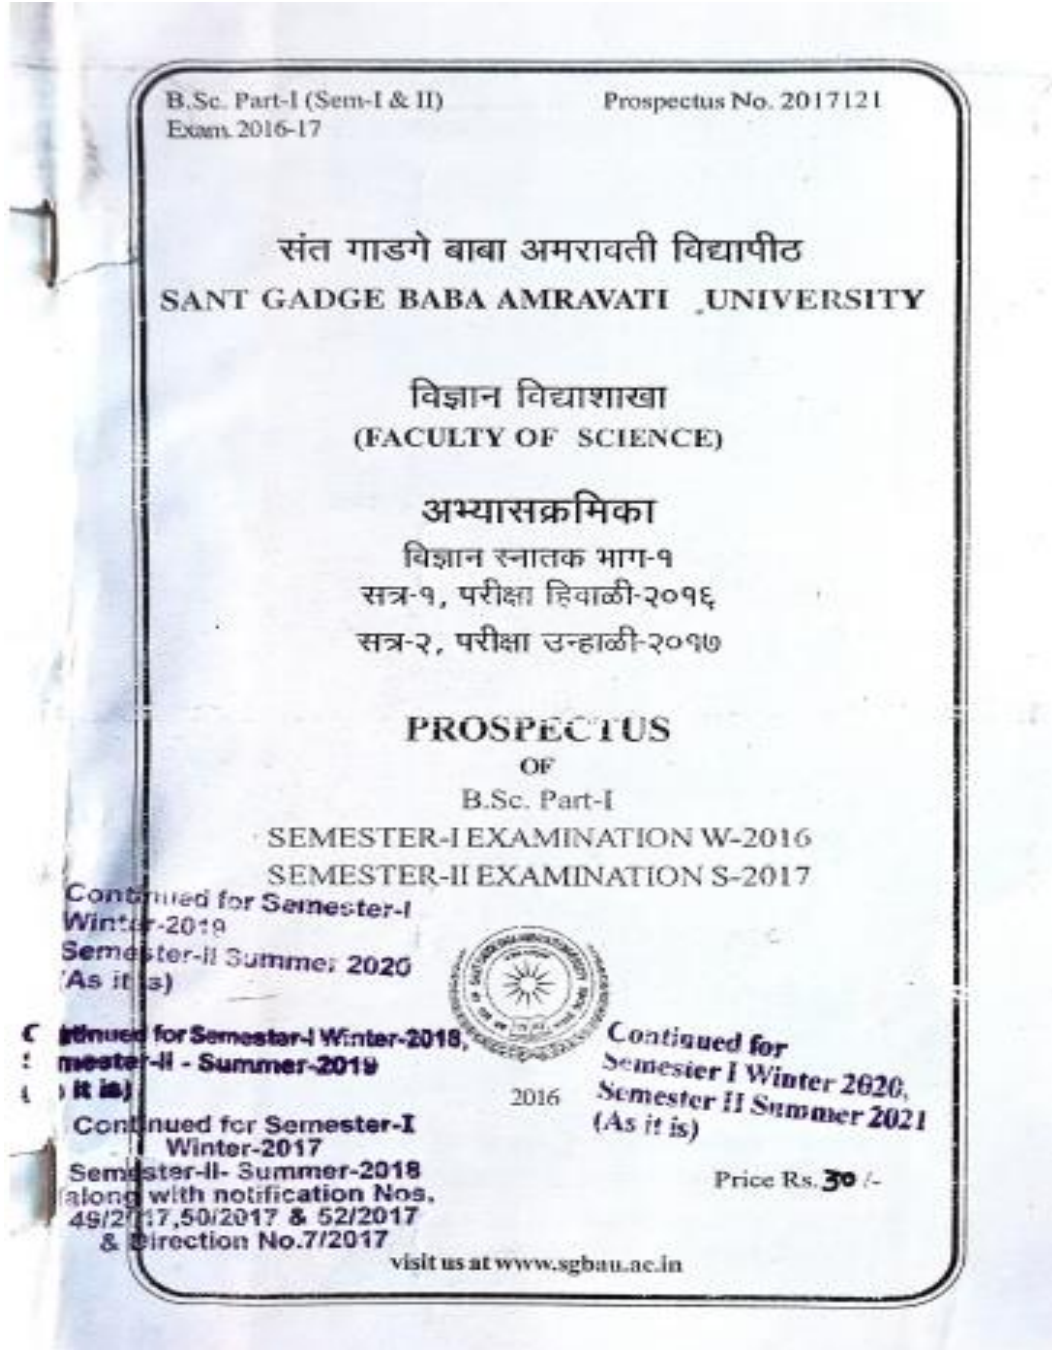 B.Sc. Part-I (Sem-I & II)
Prospectus No. 2017121
Exam. 2016-17
संत गाडगे बाबा अमरावती विद्यापीठ
SANT GADGE BABA AMRAVATI UNIVERSITY
विज्ञान विद्याशाखा
(FACULTY OF SCIENCE)
अभ्यासक्रमिका
विज्ञान स्नातक भाग-१
सत्र-१, परीक्षा हिवाळी-२०१६
सत्र-२, परीक्षा उन्हाळी-२०१७
PROSPECTUS
OF
B.Sc. Part-I
SEMESTER-I EXAMINATION W-2016
SEMESTER-II EXAMINATION S-2017
Continued for Semester-I
Winter-2019
Semester-II Summer 2020
(As it is)
Continued for Semester-I Winter-2018,
Semester-II - Summer-2019
it is)
Continued for Semester-I
Winter-2017
Semester-II- Summer-2018
(along with notification Nos.
49/2017,50/2017 & 52/2017
& Direction No.7/2017
2016
Continued for
Semester I Winter 2020,
Semester II Summer 2021
(As it is)
Price Rs. 30 /-
visit us at www.sgbau.ac.in